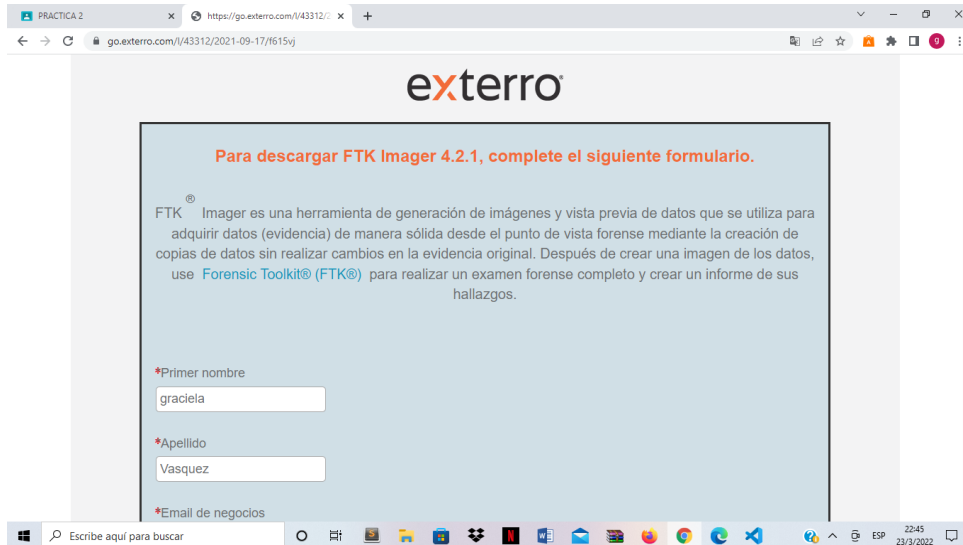 PRACTICA 2
https://go.exterro.com/l/43312/2
go.exterro.com/l/43312/2021-09-17/f615vj
g
exterro
Para descargar FTK Imager 4.2.1, complete el siguiente formulario.
FTK ® Imager es una herramienta de generación de imágenes y vista previa de datos que se utiliza para
adquirir datos (evidencia) de manera sólida desde el punto de vista forense mediante la creación de
copias de datos sin realizar cambios en la evidencia original. Después de crear una imagen de los datos,
use Forensic Toolkit® (FTK®) para realizar un examen forense completo y crear un informe de sus
hallazgos.
*Primer nombre
graciela
*Apellido
Vasquez
*Email de negocios
Escribe aquí para buscar
ESP
22:45
23/3/2022